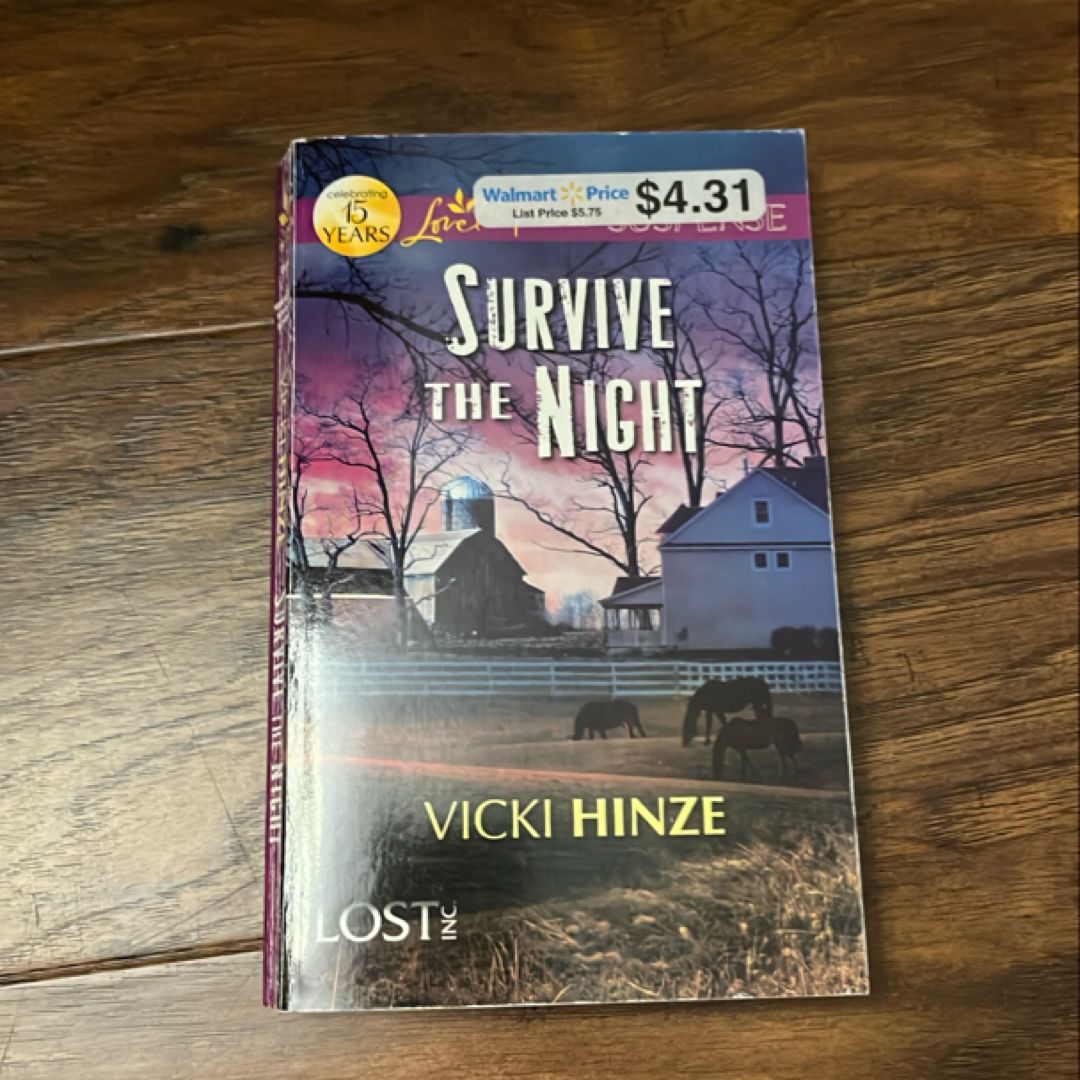 celebrating
15
YEARS
Love
Walmart Price $4.31
List Price $5.75
SUSPENSE
SURVIVE
THE NIGHT
VICKI HINZE
LOST INC.
SURVIVE THE NIGHT